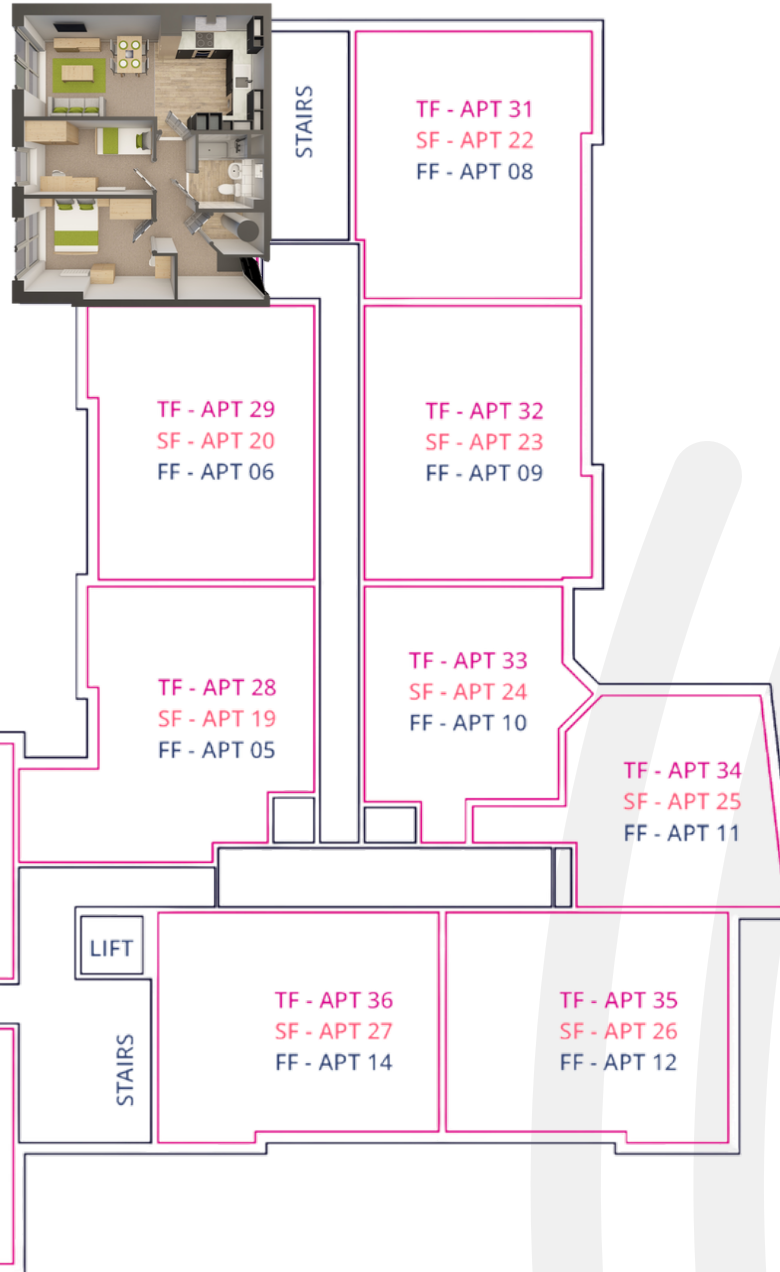 STAIRS
TF - APT 31
SF - APT 22
FF - APT 08
TF - APT 29
SF - APT 20
FF - APT 06
TF - APT 32
SF - APT 23
FF - APT 09
TF - APT 28
SF - APT 19
FF - APT 05
TF - APT 33
SF - APT 24
FF - APT 10
TF - APT 34
SF - APT 25
FF - APT 11
LIFT
STAIRS
TF - APT 36
SF - APT 27
FF - APT 14
TF - APT 35
SF - APT 26
FF - APT 12